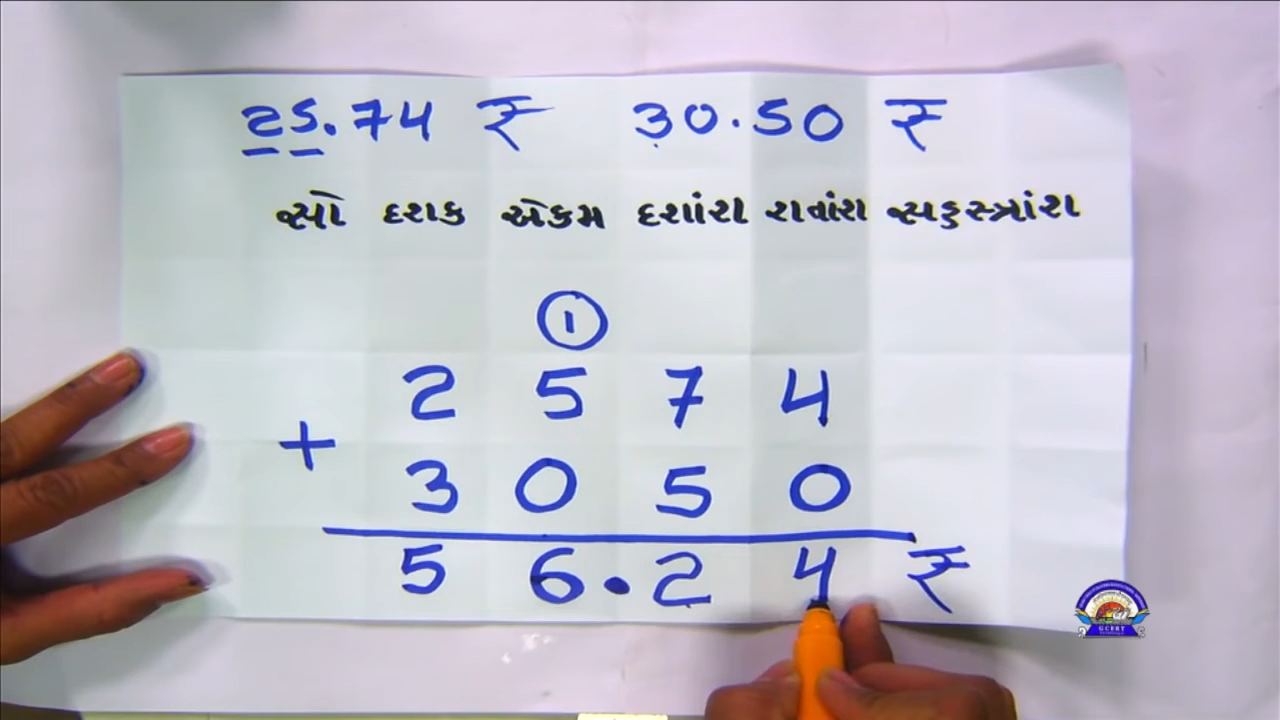 25.74 ₹ 30.50 ₹
સો દશક એકમ દશાંશ શતાંશ સહસ્ત્રાંશ
1
2 5 7 4
+
3 0 5 0
5 6.2 4 ₹
GCERT